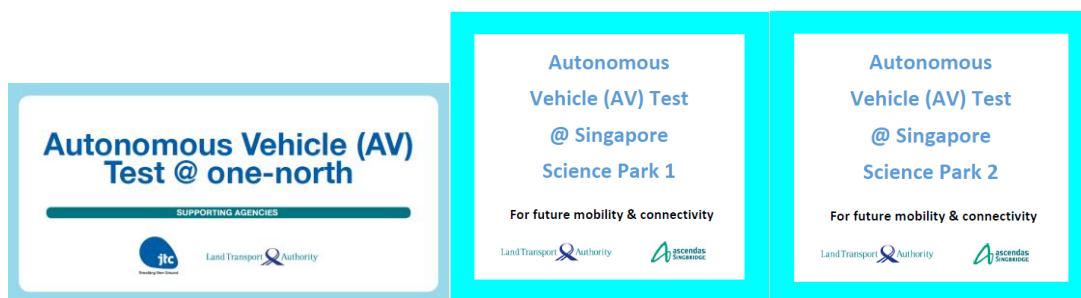 Autonomous Vehicle (AV)
Test @ one-north
SUPPORTING AGENCIES
jtc
Land Transport Authority
Autonomous
Vehicle (AV) Test
@ Singapore
Science Park 1
For future mobility & connectivity
Land Transport Authority
ascendas
SINGBRIDGE
Autonomous
Vehicle (AV) Test
@ Singapore
Science Park 2
For future mobility & connectivity
Land Transport Authority
ascendas
SINGBRIDGE